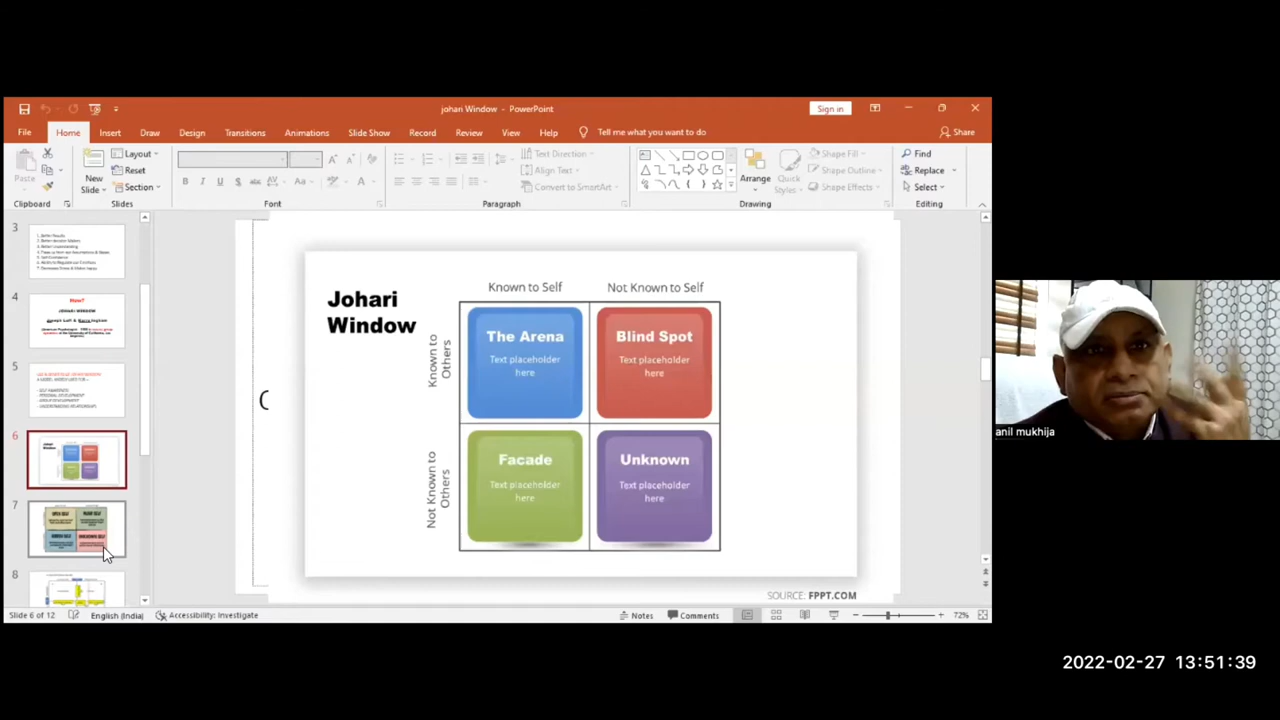 johari Window - PowerPoint
Sign in
File Home Insert Draw Design Transitions Animations Slide Show Record Review View Help Tell me what you want to do Share
Paste
New
Slide
Layout
Reset
Section
Text Direction
Align Text
Convert to SmartArt
Arrange
Quick
Styles
Shape Fill
Shape Outline
Shape Effects
Find
Replace
Select
Clipboard Slides Font Paragraph Drawing Editing
3
4
How?
JOHARI WINDOW
5
6
7
8
Johari
Window
Known to Self
Not Known to Self
Known to
Others
The Arena
Text placeholder
here
Blind Spot
Text placeholder
here
Not Known to
Others
Facade
Text placeholder
here
Unknown
Text placeholder
here
SOURCE: FPPT.COM
Slide 6 of 12 English (India) Accessibility: Investigate Notes Comments 72%
anil mukhija
2022-02-27 13:51:39